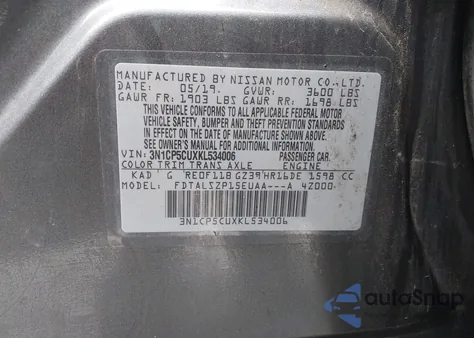 MANUFACTURED BY NISSAN MOTOR CO.,LTD.
DATE: 05/19. GVWR: 3600 LBS
GAWR FR: 1903 LBS GAWR RR: 1698 LBS
THIS VEHICLE CONFORMS TO ALL
APPLICABLE FEDERAL MOTOR
VEHICLE SAFETY, BUMPER, AND
THEFT PREVENTION STANDARDS
IN EFFECT ON THE DATE OF
MANUFACTURE SHOWN ABOVE.
SEE OWNER'S MANUAL FOR ADDITIONAL INFORMATION
VIN: 3N1CP5CUXKL534006 PASSENGER CAR.
COLOR TRIM TRANS AXLE ENGINE
KAD G RE0F11B GZ39 HR16DE 1598 CC
MODEL: FDTALSZP15EUAA---A 4Z000
3N1CP5CUXKL534006
autoSnap